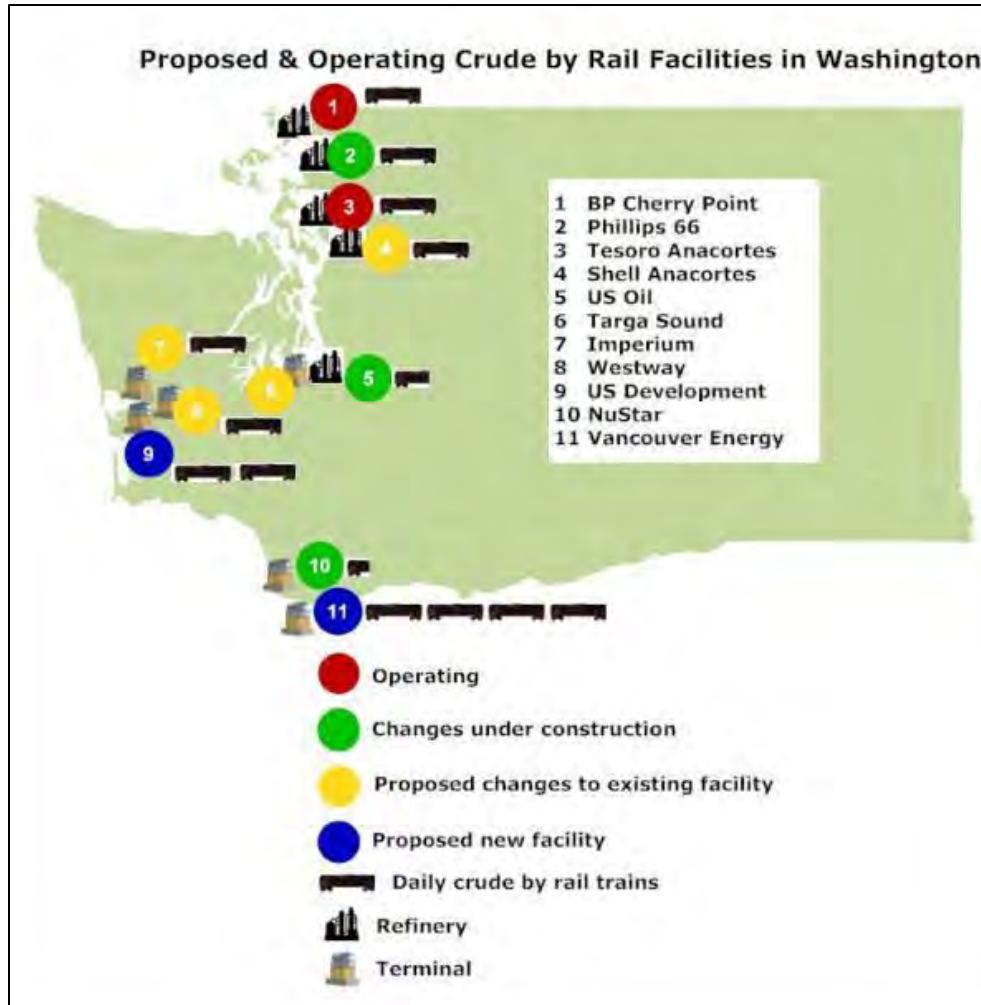 Proposed & Operating Crude by Rail Facilities in Washington
1
2
3
4
5
6
7
8
9
10
11
1 BP Cherry Point
2 Phillips 66
3 Tesoro Anacortes
4 Shell Anacortes
5 US Oil
6 Targa Sound
7 Imperium
8 Westway
9 US Development
10 NuStar
11 Vancouver Energy
Operating
Changes under construction
Proposed changes to existing facility
Proposed new facility
Daily crude by rail trains
Refinery
Terminal